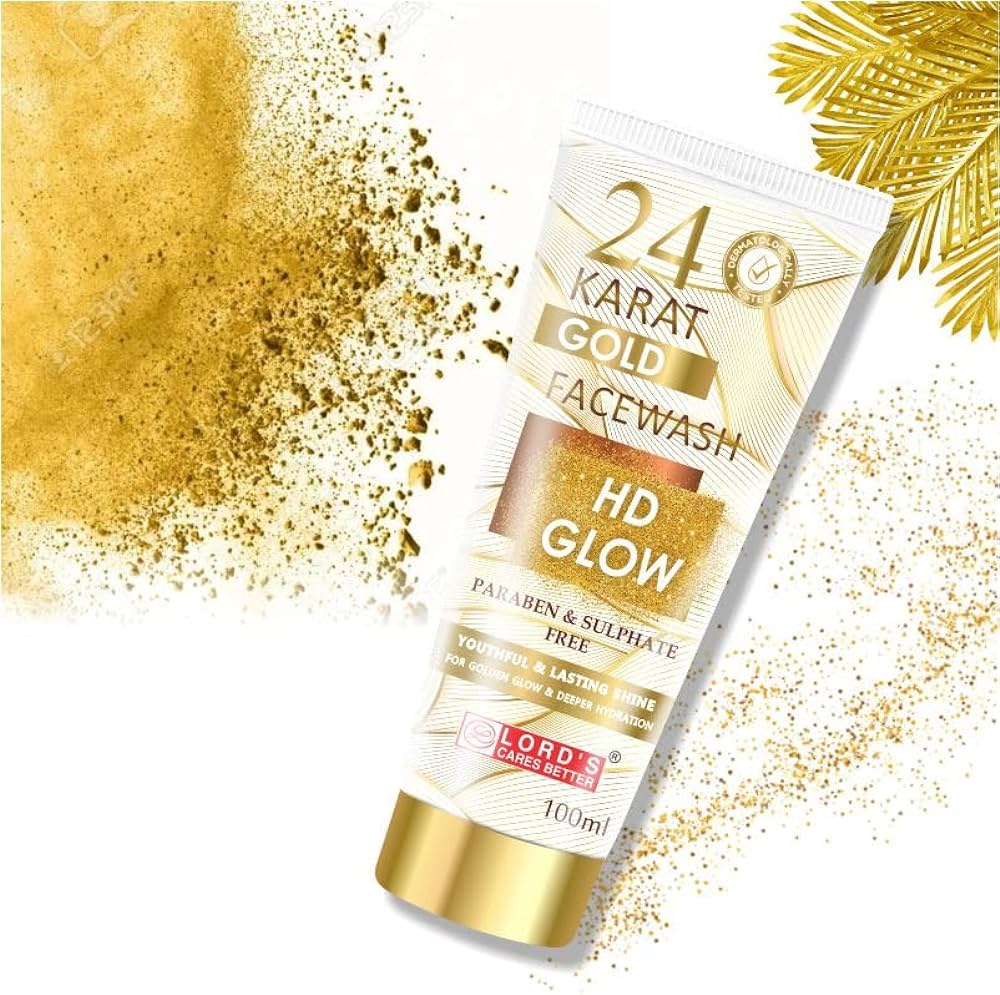 24
KARAT
GOLD
FACEWASH
DERMATOLOGICALLY
TESTED
HD
GLOW
PARABEN & SULPHATE
FREE
YOUTHFUL & LASTING SHINE
FOR GOLDEN GLOW & DEEPER HYDRATION
LORD'S ®
CARES BETTER
100ml
123RF